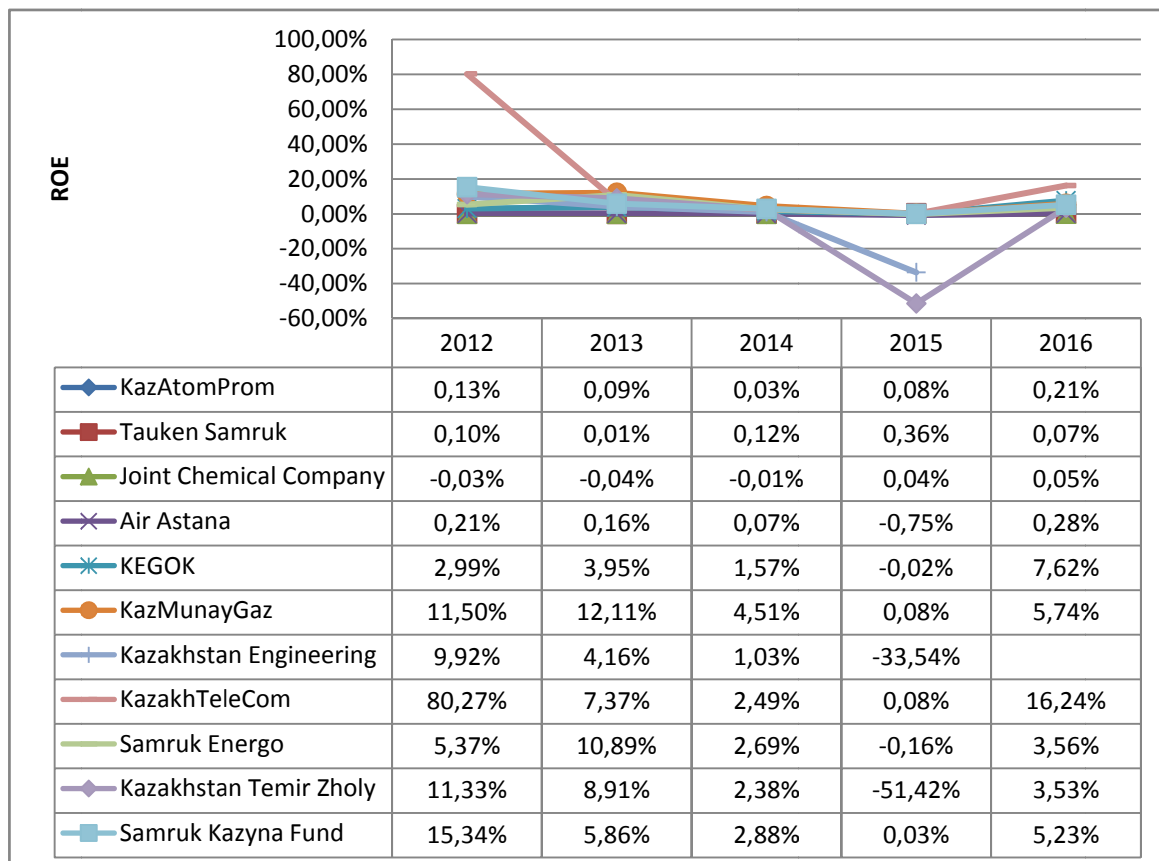 100,00%
80,00%
60,00%
40,00%
20,00%
0,00%
-20,00%
-40,00%
-60,00%
ROE
2012 2013 2014 2015 2016
KazAtomProm 0,13% 0,09% 0,03% 0,08% 0,21%
Tauken Samruk 0,10% 0,01% 0,12% 0,36% 0,07%
Joint Chemical Company -0,03% -0,04% -0,01% 0,04% 0,05%
Air Astana 0,21% 0,16% 0,07% -0,75% 0,28%
KEGOK 2,99% 3,95% 1,57% -0,02% 7,62%
KazMunayGaz 11,50% 12,11% 4,51% 0,08% 5,74%
Kazakhstan Engineering 9,92% 4,16% 1,03% -33,54%
KazakhTeleCom 80,27% 7,37% 2,49% 0,08% 16,24%
Samruk Energo 5,37% 10,89% 2,69% -0,16% 3,56%
Kazakhstan Temir Zholy 11,33% 8,91% 2,38% -51,42% 3,53%
Samruk Kazyna Fund 15,34% 5,86% 2,88% 0,03% 5,23%